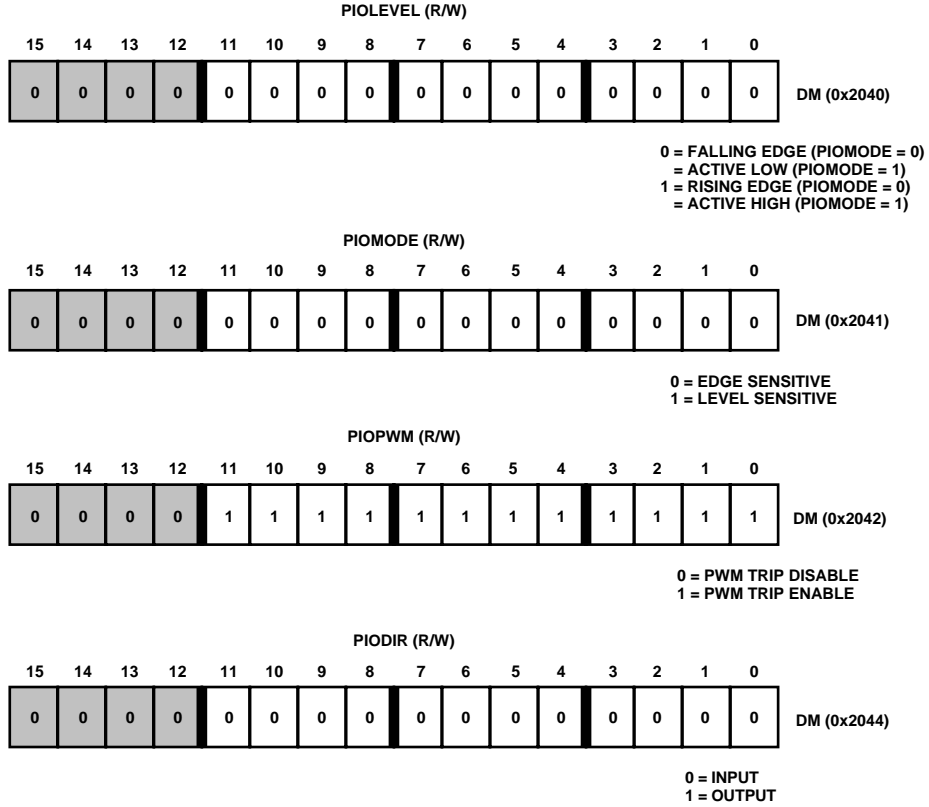 PIOLEVEL (R/W)
15 14 13 12 11 10 9 8 7 6 5 4 3 2 1 0
0 0 0 0 0 0 0 0 0 0 0 0 0 0 0 0 DM (0x2040)
0 = FALLING EDGE (PIOMODE = 0)
= ACTIVE LOW (PIOMODE = 1)
1 = RISING EDGE (PIOMODE = 0)
= ACTIVE HIGH (PIOMODE = 1)
PIOMODE (R/W)
15 14 13 12 11 10 9 8 7 6 5 4 3 2 1 0
0 0 0 0 0 0 0 0 0 0 0 0 0 0 0 0 DM (0x2041)
0 = EDGE SENSITIVE
1 = LEVEL SENSITIVE
PIOPWM (R/W)
15 14 13 12 11 10 9 8 7 6 5 4 3 2 1 0
0 0 0 0 1 1 1 1 1 1 1 1 1 1 1 1 DM (0x2042)
0 = PWM TRIP DISABLE
1 = PWM TRIP ENABLE
PIODIR (R/W)
15 14 13 12 11 10 9 8 7 6 5 4 3 2 1 0
0 0 0 0 0 0 0 0 0 0 0 0 0 0 0 0 DM (0x2044)
0 = INPUT
1 = OUTPUT